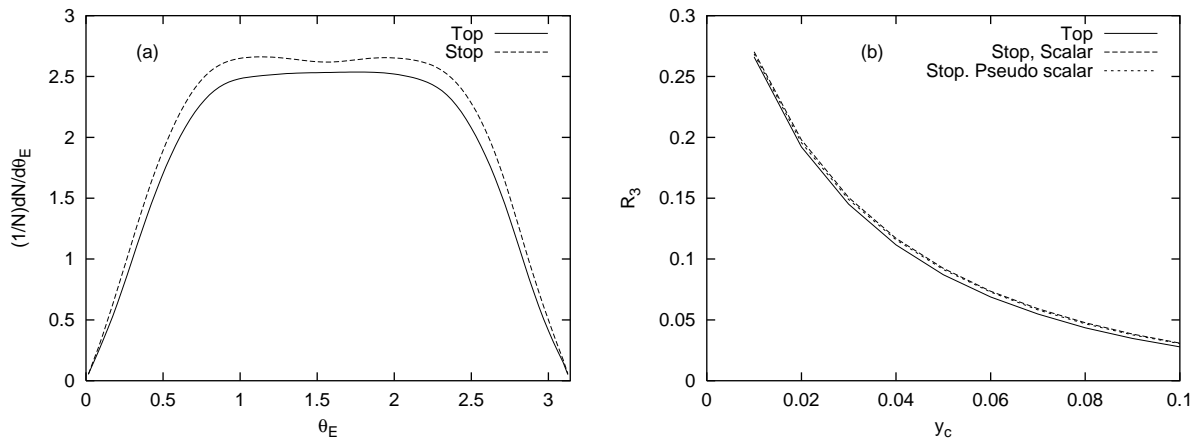 (a)
Top
Stop
(1/N)dN/dθ_E
3
2.5
2
1.5
1
0.5
0
0 0.5 1 1.5 2 2.5 3
θ_E
(b)
Top
Stop, Scalar
Stop. Pseudo scalar
R_3
0.3
0.25
0.2
0.15
0.1
0.05
0
0 0.02 0.04 0.06 0.08 0.1
y_c